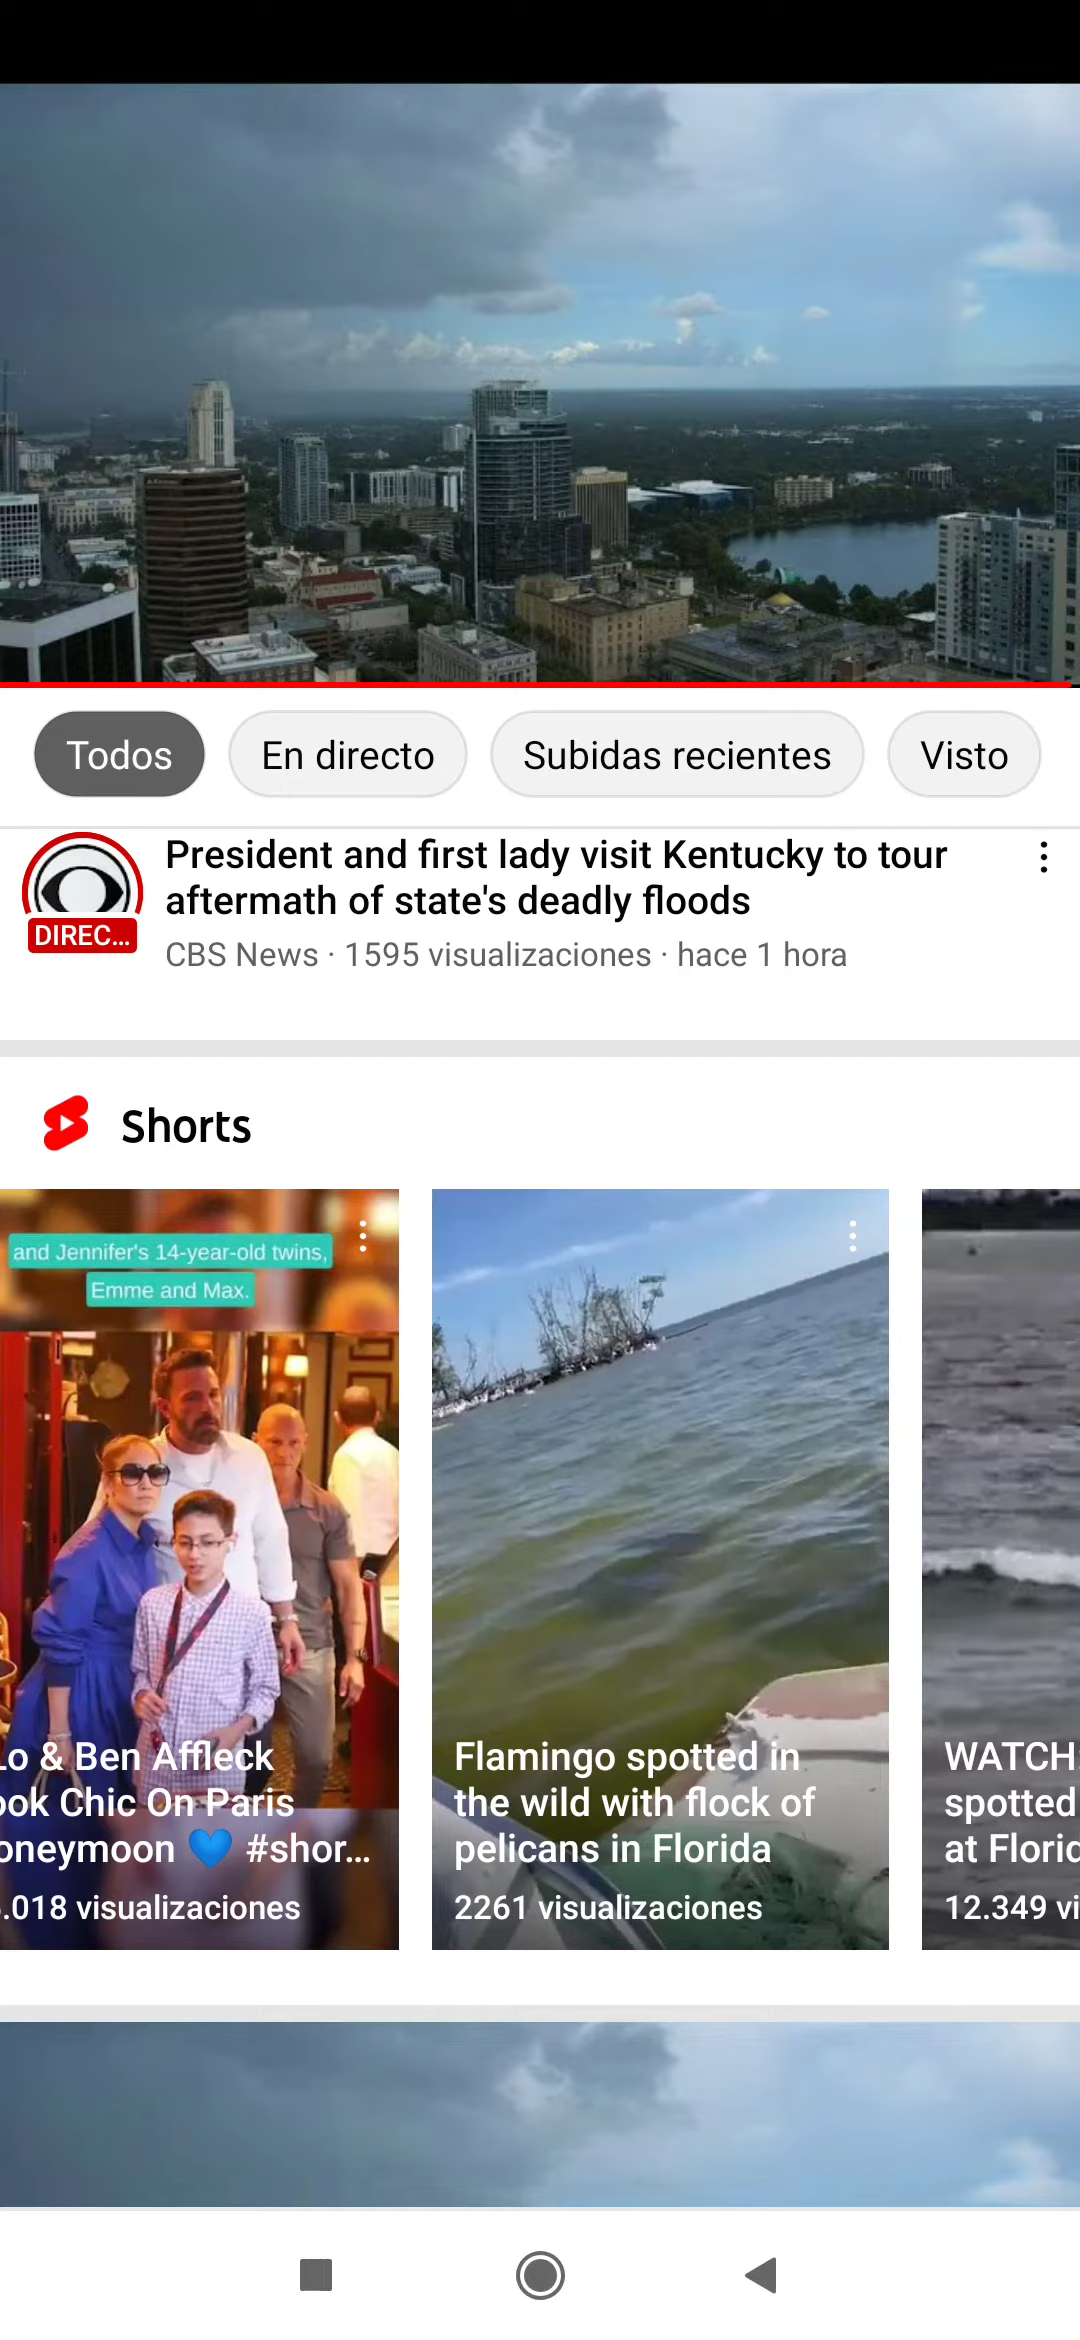 Todos
En directo
Subidas recientes
Visto
President and first lady visit Kentucky to tour
aftermath of state's deadly floods
DIREC...
CBS News · 1595 visualizaciones · hace 1 hora
Shorts
and Jennifer's 14-year-old twins,
Emme and Max.
Lo & Ben Affleck
ook Chic On Paris
oneymoon 💙 #shor...
.018 visualizaciones
Flamingo spotted in
the wild with flock of
pelicans in Florida
2261 visualizaciones
WATCH
spotted
at Florid
12.349 vi